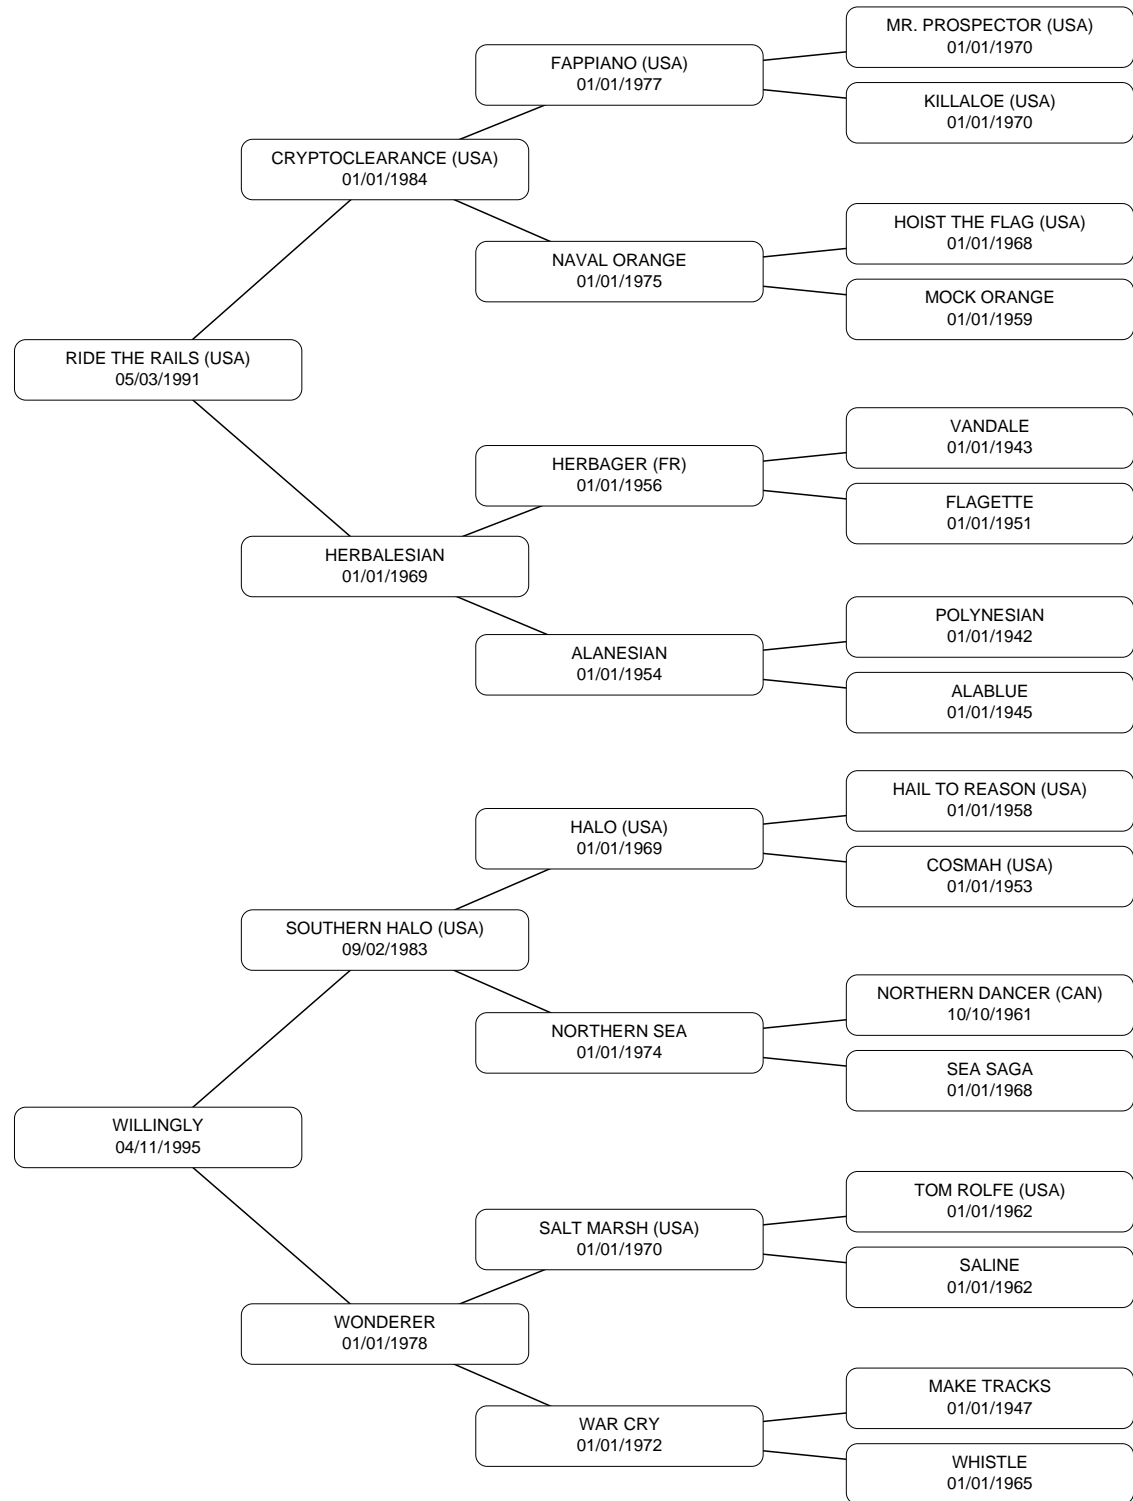 MR. PROSPECTOR (USA)
01/01/1970
FAPPIANO (USA)
01/01/1977
KILLALOE (USA)
01/01/1970
CRYPTOCLEARANCE (USA)
01/01/1984
HOIST THE FLAG (USA)
01/01/1968
NAVAL ORANGE
01/01/1975
MOCK ORANGE
01/01/1959
RIDE THE RAILS (USA)
05/03/1991
VANDALE
01/01/1943
HERBAGER (FR)
01/01/1956
FLAGETTE
01/01/1951
HERBALESIAN
01/01/1969
POLYNESIAN
01/01/1942
ALANESIAN
01/01/1954
ALABLUE
01/01/1945
HAIL TO REASON (USA)
01/01/1958
HALO (USA)
01/01/1969
COSMAH (USA)
01/01/1953
SOUTHERN HALO (USA)
09/02/1983
NORTHERN DANCER (CAN)
10/10/1961
NORTHERN SEA
01/01/1974
SEA SAGA
01/01/1968
WILLINGLY
04/11/1995
TOM ROLFE (USA)
01/01/1962
SALT MARSH (USA)
01/01/1970
SALINE
01/01/1962
WONDERER
01/01/1978
MAKE TRACKS
01/01/1947
WAR CRY
01/01/1972
WHISTLE
01/01/1965